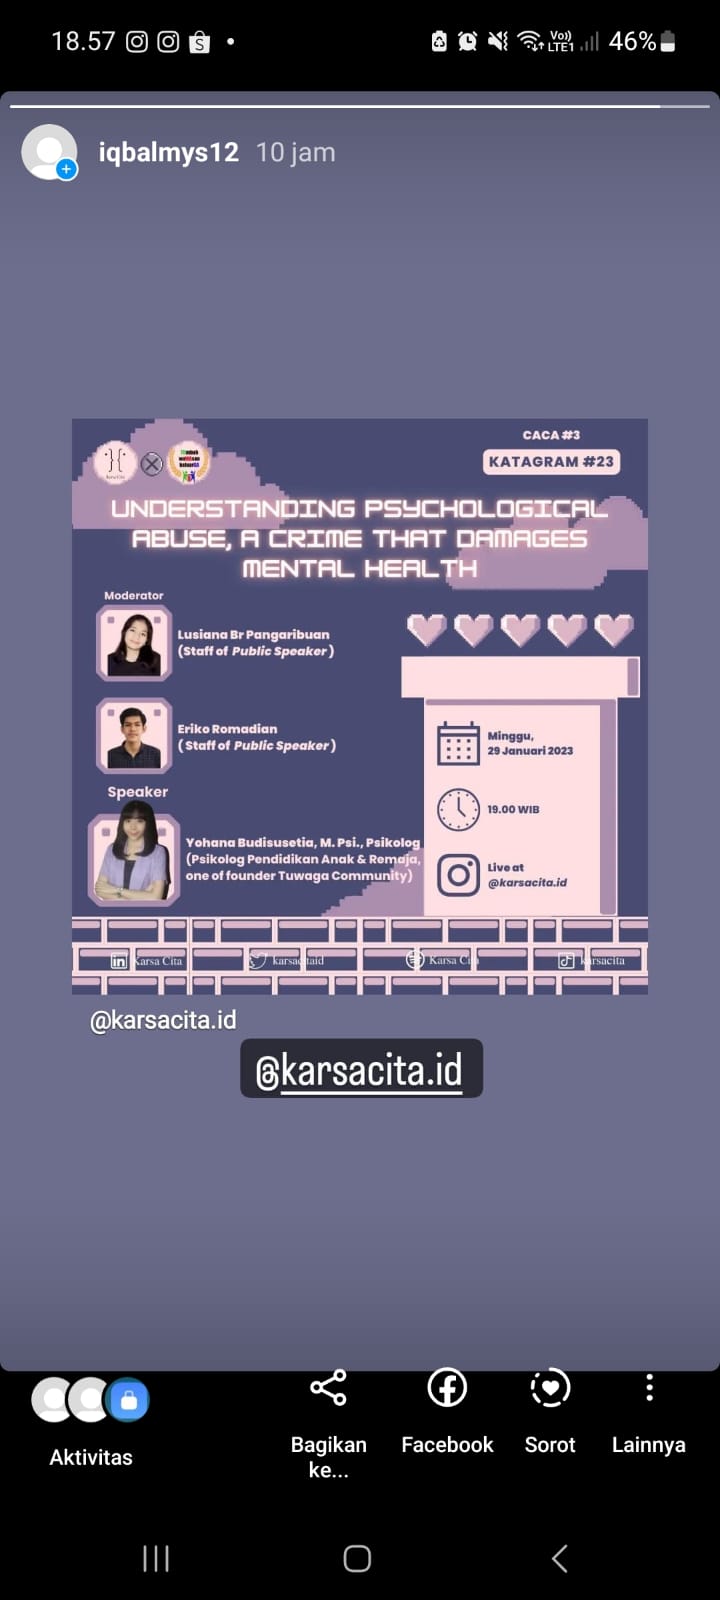 18.57
Vo))
LTE1
46%
iqbalmys12 10 jam
CACA #3
KATAGRAM #23
UNDERSTANDING PSYCHOLOGICAL
ABUSE, A CRIME THAT DAMAGES
MENTAL HEALTH
Moderator
Lusiana Br Pangaribuan
(Staff of Public Speaker)
Eriko Romadian
( Staff of Public Speaker )
Speaker
Yohana Budisusetia, M. Psi., Psikolog
(Psikolog Pendidikan Anak & Remaja,
one of founder Tuwaga Community)
Minggu,
29 Januari 2023
19.00 WIB
Live at
@karsacita.id
Karsa Cita
karsacitaid
Karsa Cita
karsacita
@karsacita.id
@karsacita.id
Aktivitas
Bagikan
ke...
Facebook
Sorot
Lainnya